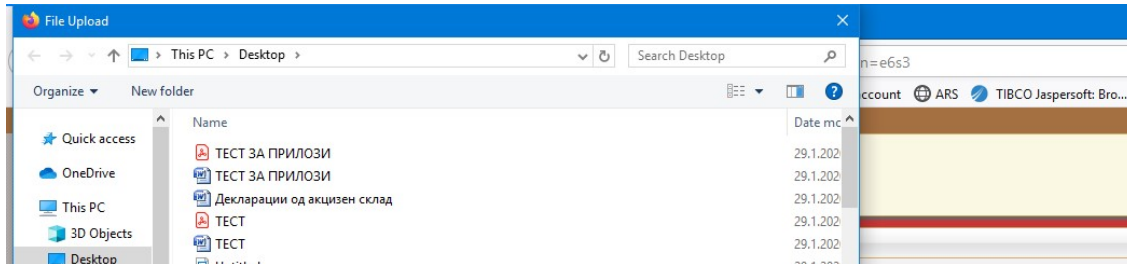 File Upload
This PC > Desktop >
Search Desktop
n=e6s3
Organize
New folder
ccount
ARS
TIBCO Jaspersoft: Bro...
Name
Date mc
Quick access
ТЕСТ ЗА ПРИЛОЗИ
29.1.202
ТЕСТ ЗА ПРИЛОЗИ
29.1.202
OneDrive
Декларации од акцизен склад
29.1.202
This PC
ТЕСТ
29.1.202
3D Objects
ТЕСТ
29.1.202
Desktop